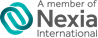 A member of
Nexia
International